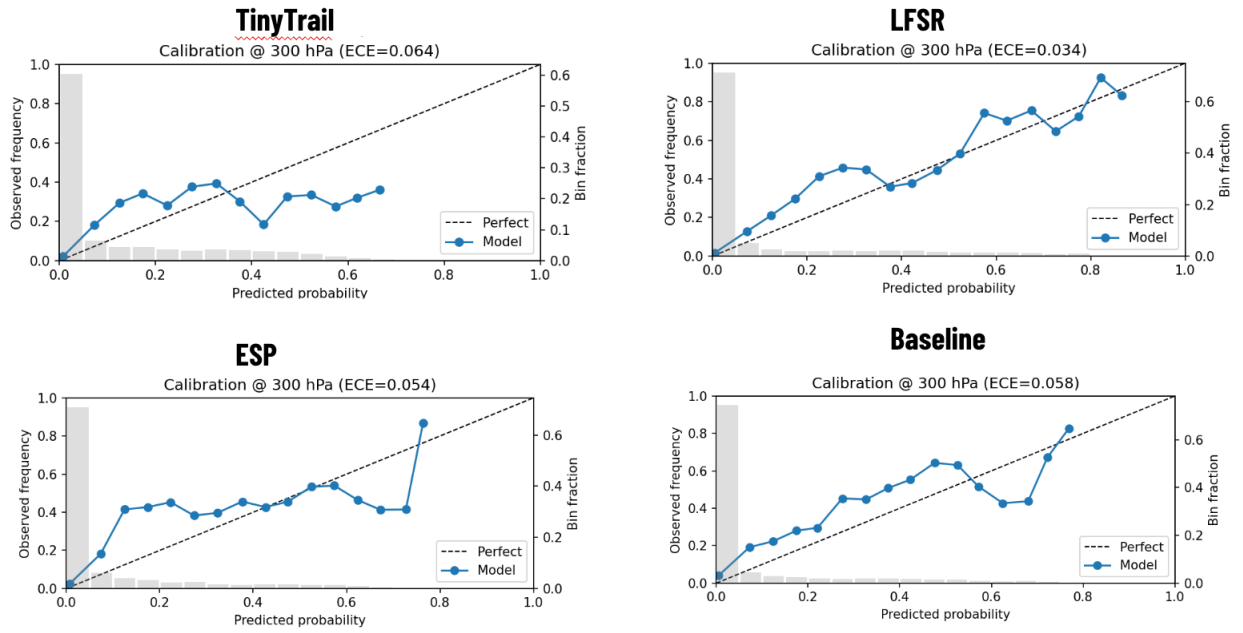 TinyTrail
Calibration @ 300 hPa (ECE=0.064)
1.0
0.8
0.6
0.4
0.2
0.0
Observed frequency
0.6
0.5
0.4
0.3
0.2
0.1
0.0
Bin fraction
Perfect
Model
0.0 0.2 0.4 0.6 0.8 1.0
Predicted probability
LFSR
Calibration @ 300 hPa (ECE=0.034)
1.0
0.8
0.6
0.4
0.2
0.0
Observed frequency
0.6
0.4
0.2
0.0
Bin fraction
Perfect
Model
0.0 0.2 0.4 0.6 0.8 1.0
Predicted probability
ESP
Calibration @ 300 hPa (ECE=0.054)
1.0
0.8
0.6
0.4
0.2
0.0
Observed frequency
0.6
0.4
0.2
0.0
Bin fraction
Perfect
Model
0.0 0.2 0.4 0.6 0.8 1.0
Predicted probability
Baseline
Calibration @ 300 hPa (ECE=0.058)
1.0
0.8
0.6
0.4
0.2
0.0
Observed frequency
0.6
0.4
0.2
0.0
Bin fraction
Perfect
Model
0.0 0.2 0.4 0.6 0.8 1.0
Predicted probability